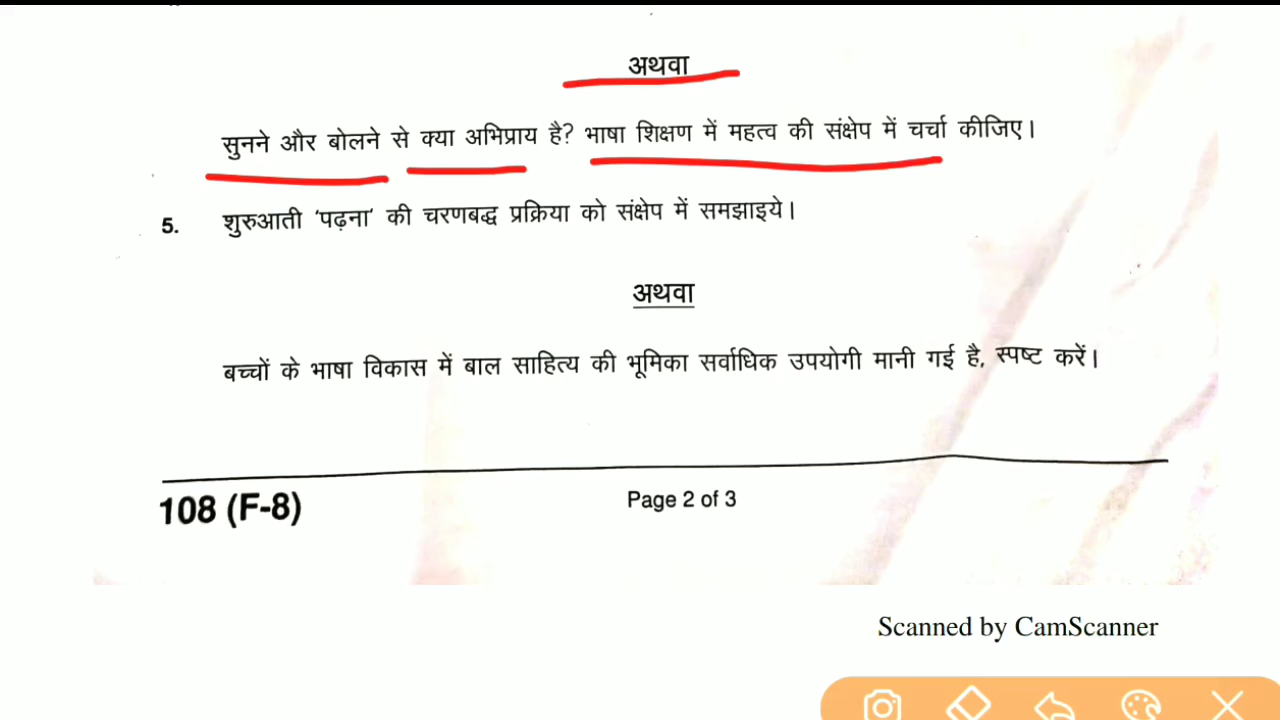 अथवा
सुनने और बोलने से क्या अभिप्राय है? भाषा शिक्षण में महत्व की संक्षेप में चर्चा कीजिए।
5. शुरुआती 'पढ़ना' की चरणबद्ध प्रक्रिया को संक्षेप में समझाइये।
अथवा
बच्चों के भाषा विकास में बाल साहित्य की भूमिका सर्वाधिक उपयोगी मानी गई है, स्पष्ट करें।
108 (F-8) Page 2 of 3
Scanned by CamScanner